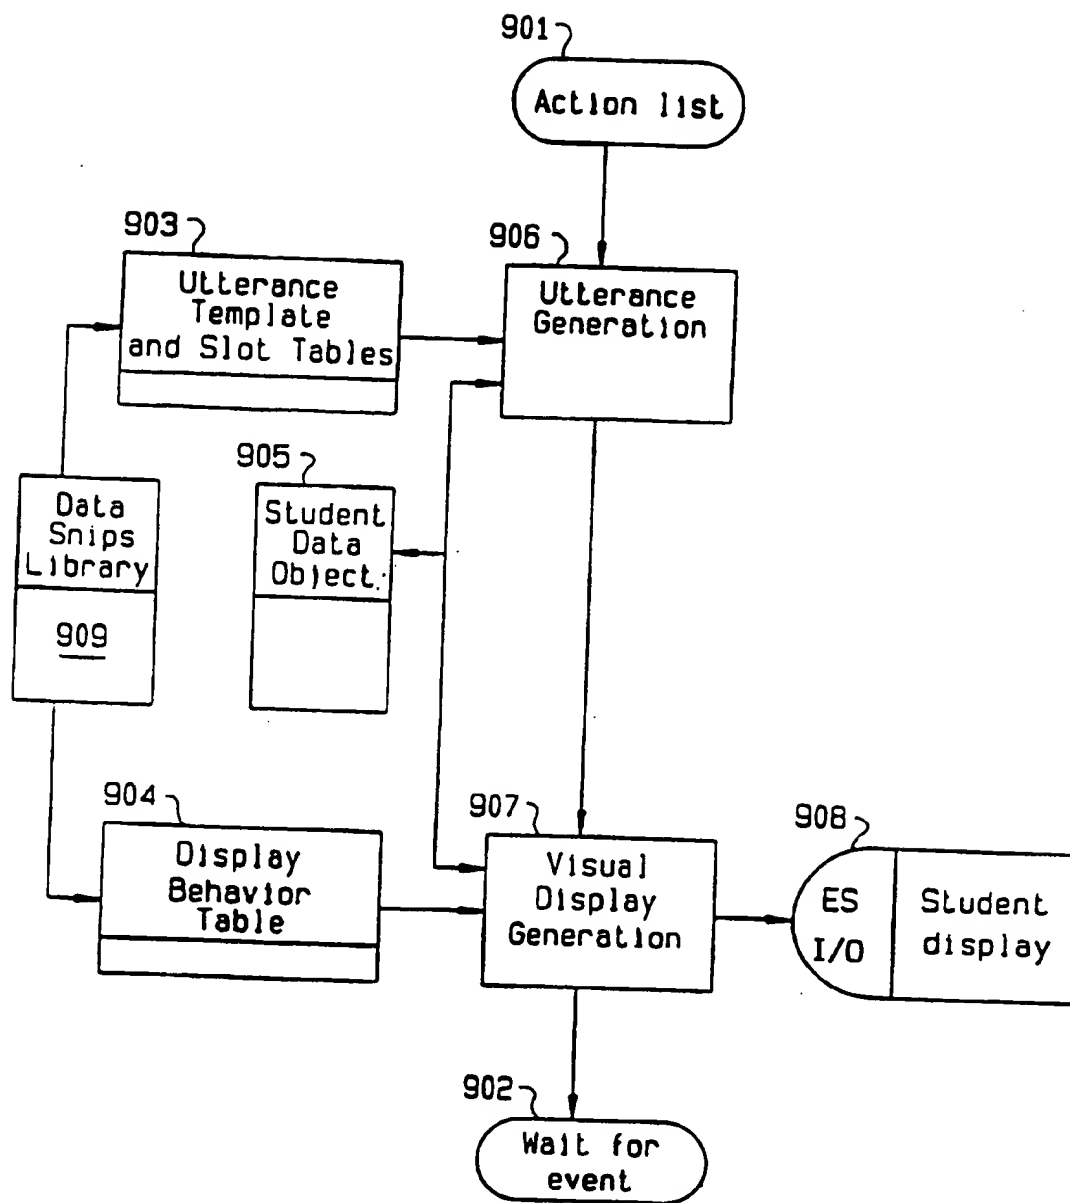 901
Action list
903
Utterance
Template
and Slot Tables
906
Utterance
Generation
905
Student
Data
Object
Data
Snips
Library
909
904
Display
Behavior
Table
907
Visual
Display
Generation
908
ES
I/O
Student
display
902
Wait for
event